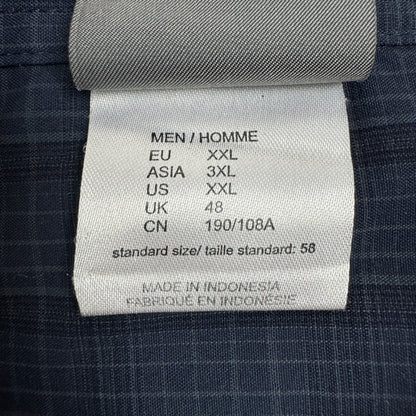 MEN / HOMME
EU XXL
ASIA 3XL
US XXL
UK 48
CN 190/108A
standard size/ taille standard: 58
MADE IN INDONESIA
FABRIQUÉ EN INDONÉSIE